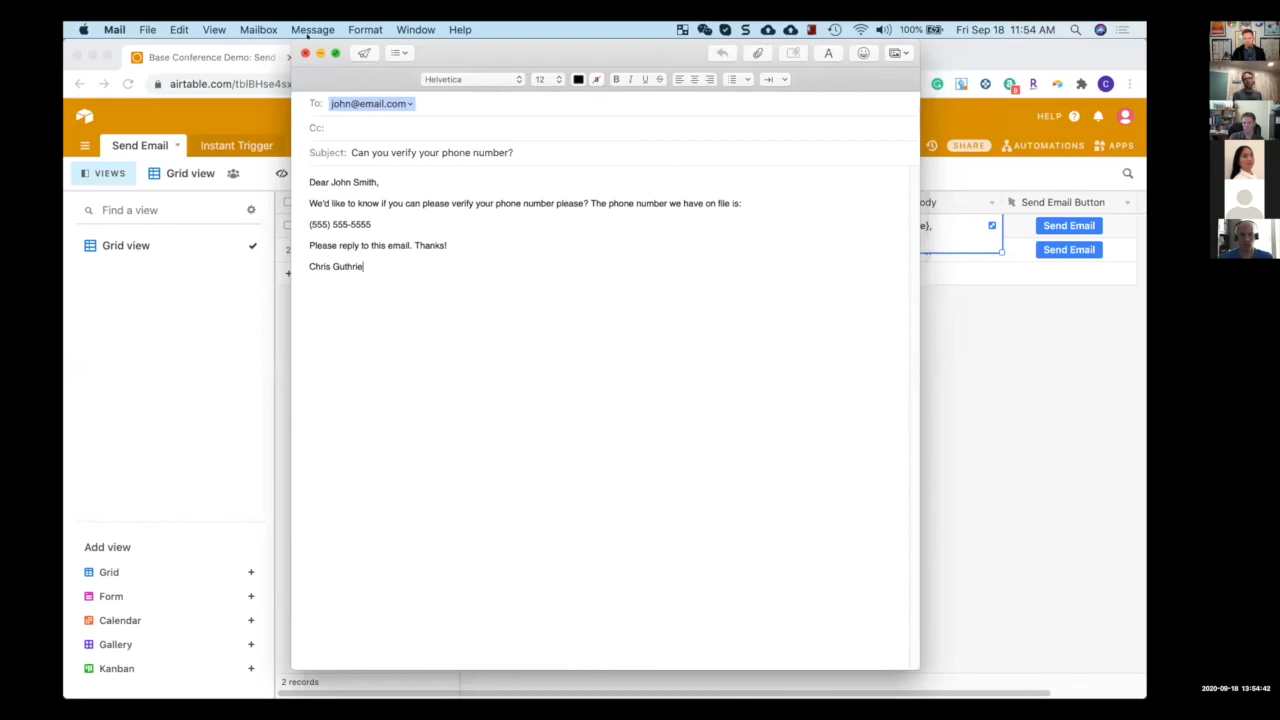 Mail File Edit View Mailbox Message Format Window Help 100% Fri Sep 18 11:54 AM
Base Conference Demo: Send
airtable.com/tblBHse4sx
Helvetica 12 B I U S A
To: john@email.com
Cc:
Subject: Can you verify your phone number?
Dear John Smith,
We'd like to know if you can please verify your phone number please? The phone number we have on file is:
(555) 555-5555
Please reply to this email. Thanks!
Chris Guthrie
HELP
Send Email Instant Trigger SHARE AUTOMATIONS APPS
VIEWS Grid view
Find a view
Grid view
ody Send Email Button
e}, Send Email
2 Send Email
Add view
Grid
Form
Calendar
Gallery
Kanban
2 records
2020-09-18 13:54:42